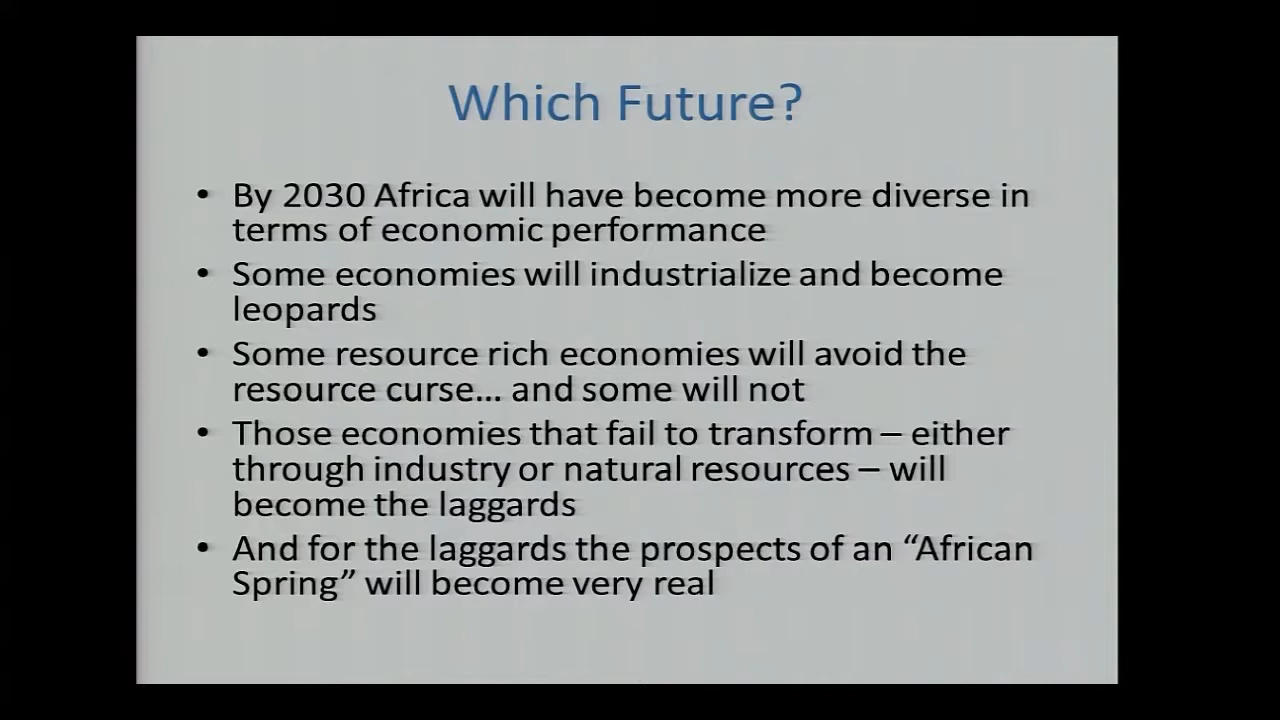 Which Future?
• By 2030 Africa will have become more diverse in
terms of economic performance
• Some economies will industrialize and become
leopards
• Some resource rich economies will avoid the
resource curse… and some will not
• Those economies that fail to transform – either
through industry or natural resources – will
become the laggards
• And for the laggards the prospects of an “African
Spring” will become very real